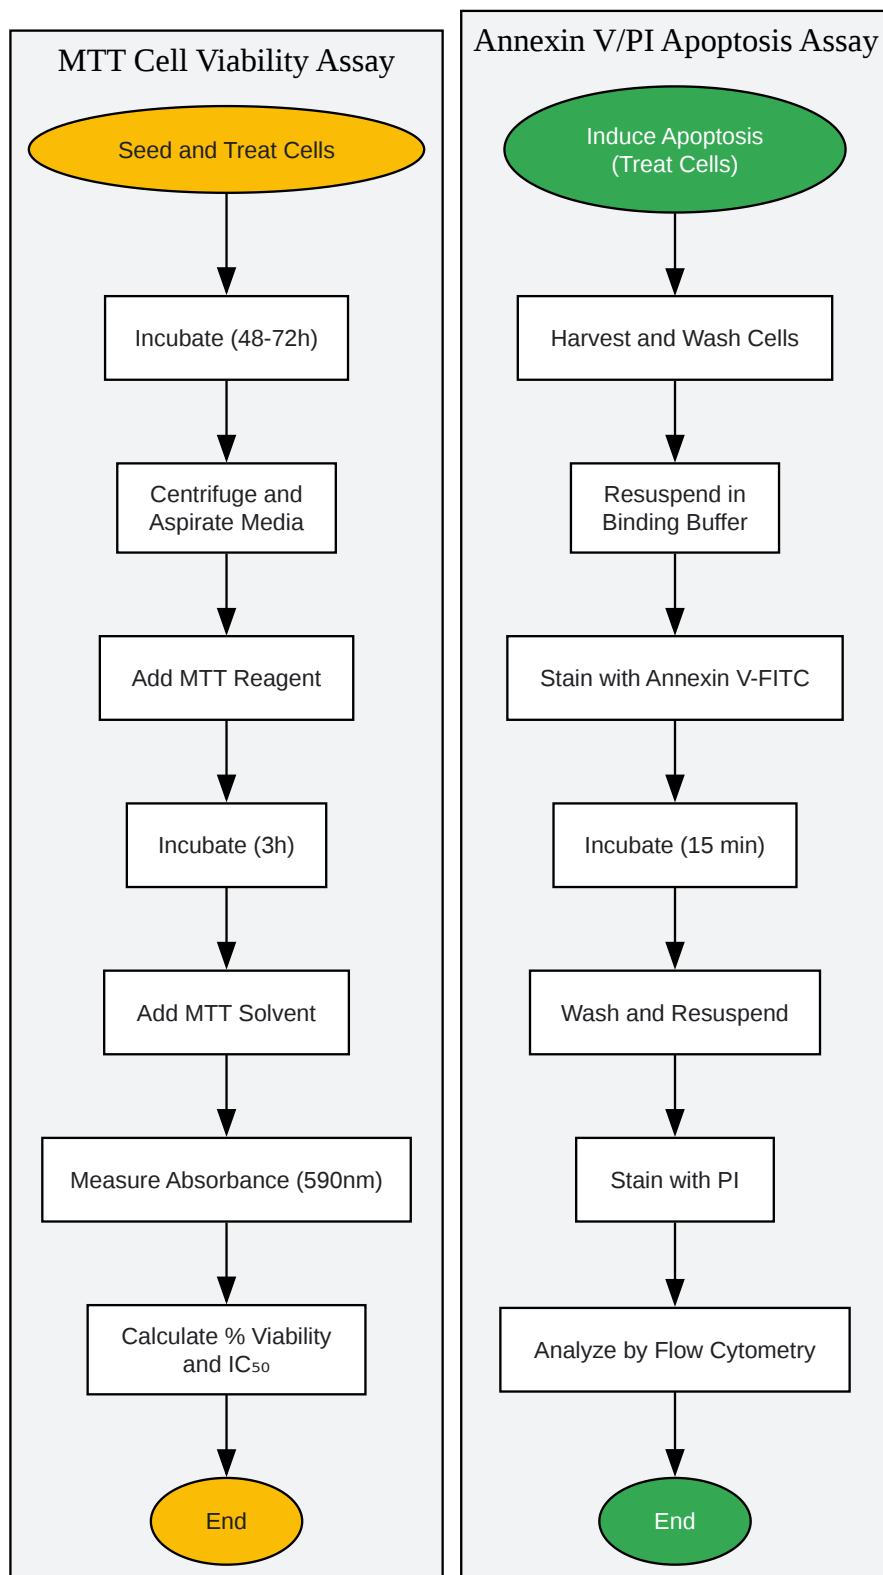 MTT Cell Viability Assay
Seed and Treat Cells
Incubate (48-72h)
Centrifuge and
Aspirate Media
Add MTT Reagent
Incubate (3h)
Add MTT Solvent
Measure Absorbance (590nm)
Calculate % Viability
and IC₅₀
End
Annexin V/PI Apoptosis Assay
Induce Apoptosis
(Treat Cells)
Harvest and Wash Cells
Resuspend in
Binding Buffer
Stain with Annexin V-FITC
Incubate (15 min)
Wash and Resuspend
Stain with PI
Analyze by Flow Cytometry
End